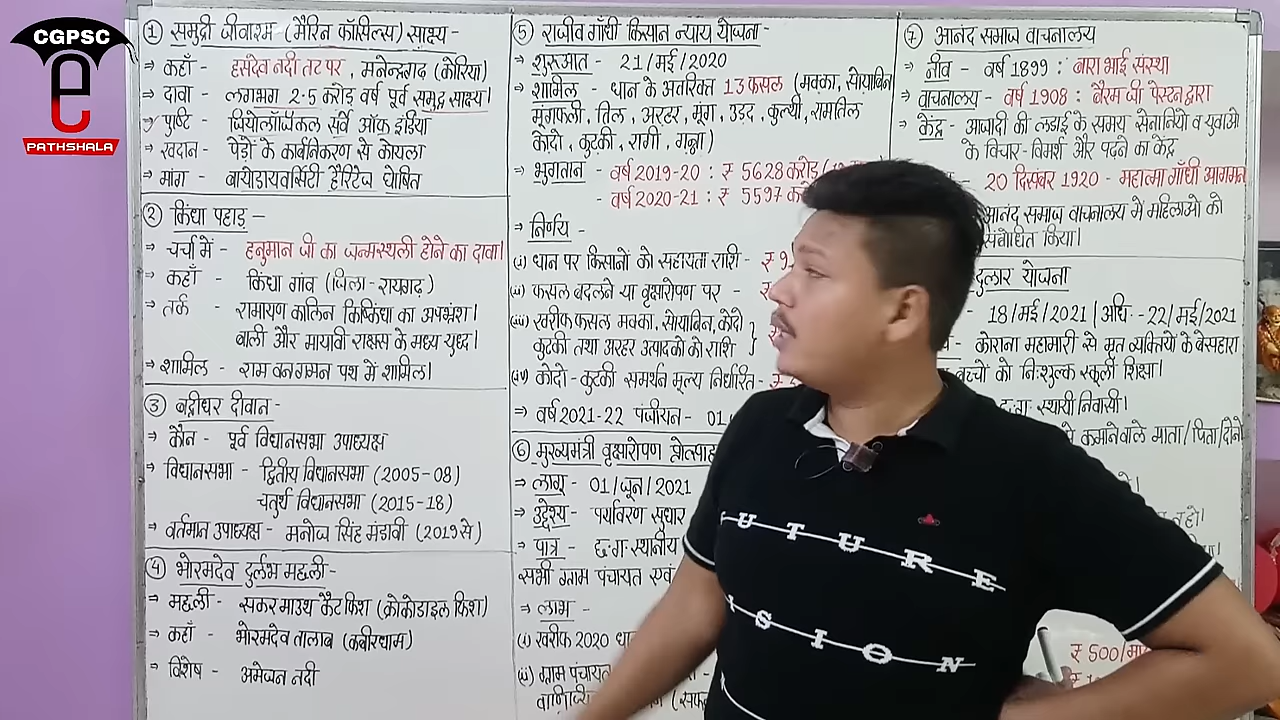 CGPSC
PATHSHALA
① समुद्री जीवाश्म (मैरिन फॉसिल्स) साक्ष्य -
→ कहाँ - हसदेव नदी तट पर, मनेन्द्रगढ़ (कोरिया)
→ दावा - लगभग 2.5 करोड़ वर्ष पूर्व समुद्र साक्ष्य।
→ पुष्टि - जियोलॉजिकल सर्वे ऑफ इंडिया
→ खदान - पेड़ों के कार्बनिकरण से कोयला
→ मांग - बायोडायवर्सिटी हैरिटेज घोषित
② किंधा पहाड़ -
→ चर्चा में - हनुमान जी का जन्मस्थली होने का दावा।
→ कहाँ - किंधा गांव (जिला - रायगढ़)
→ तर्क - रामायण कालिन किष्किंधा का अपभ्रंश।
बाली और मायावी राक्षस के मध्य युध्द।
→ शामिल - राम वनगमन पथ में शामिल।
③ बद्रीधर दीवान -
→ कौन - पूर्व विधानसभा उपाध्यक्ष
→ विधानसभा - द्वितीय विधानसभा (2005-08)
चतुर्थ विधानसभा (2015-18)
→ वर्तमान उपाध्यक्ष - मनोज सिंह मंडावी (2019 से)
④ भोरमदेव दुर्लभ मछली -
→ मछली - सकर माउथ कैट फिश (क्रोकोडाइल फिश)
→ कहाँ - भोरमदेव तालाब (कबीरधाम)
→ विशेष - अमेजन नदी
⑤ राजीव गाँधी किसान न्याय योजना -
→ शुरूआत - 21/मई/2020
→ शामिल - धान के अतिरिक्त 13 फसल (मक्का, सोयाबिन
मूंगफली, तिल, अरहर, मूंग, उड़द, कुल्थी, रामतिल
कोदो, कुटकी, रागी, गन्ना)
→ भुगतान - वर्ष 2019-20 : ₹ 5628 करोड़
- वर्ष 2020-21 : ₹ 5597
→ निर्णय -
(i) धान पर किसानों को सहायता राशि - ₹ 9
(ii) फसल बदलने या वृक्षारोपण पर - ₹
(iii) खरीफ फसल मक्का, सोयाबिन, कोदो
कुटकी तथा अरहर उत्पादको को राशि
(iv) कोदो - कुटकी समर्थन मूल्य निर्धारित - ₹
→ वर्ष 2021-22 पंजीयन - 01
⑥ मुख्यमंत्री वृक्षारोपण प्रोत्साह
→ लागू - 01/जून/2021
→ उद्देश्य - पर्यावरण सुधार
→ पात्र - छ.ग. स्थानीय
सभी ग्राम पंचायत एवं
→ लाभ -
(i) खरीफ 2020 धा
(ii) ग्राम पंचायत
⑦ आनंद समाज वाचनालय
→ नींव - वर्ष 1899 : बारा भाई संस्था
→ वाचनालय - वर्ष 1908 : बैरम जी पेस्टन द्वारा
→ केंद्र - आजादी की लडाई के समय सेनानियो व युवाओ
के विचार-विमर्श और पढ़ने का केंद्र
- 20 दिसंबर 1920 - महात्मा गाँधी आगमन
आनंद समाज वाचनालय में महिलाओ को
संबोधित किया।
दुलार योजना
- 18/मई/2021 | अधि - 22/मई/2021
- कोराना महामारी से मृत व्यक्तियो के बेसहारा
बच्चों को निःशुल्क स्कूली शिक्षा।
छ.ग. स्थायी निवासी।
से कमाने वाले माता/पिता/दोनो
न हो।
₹ 500/
UTURE
ISION